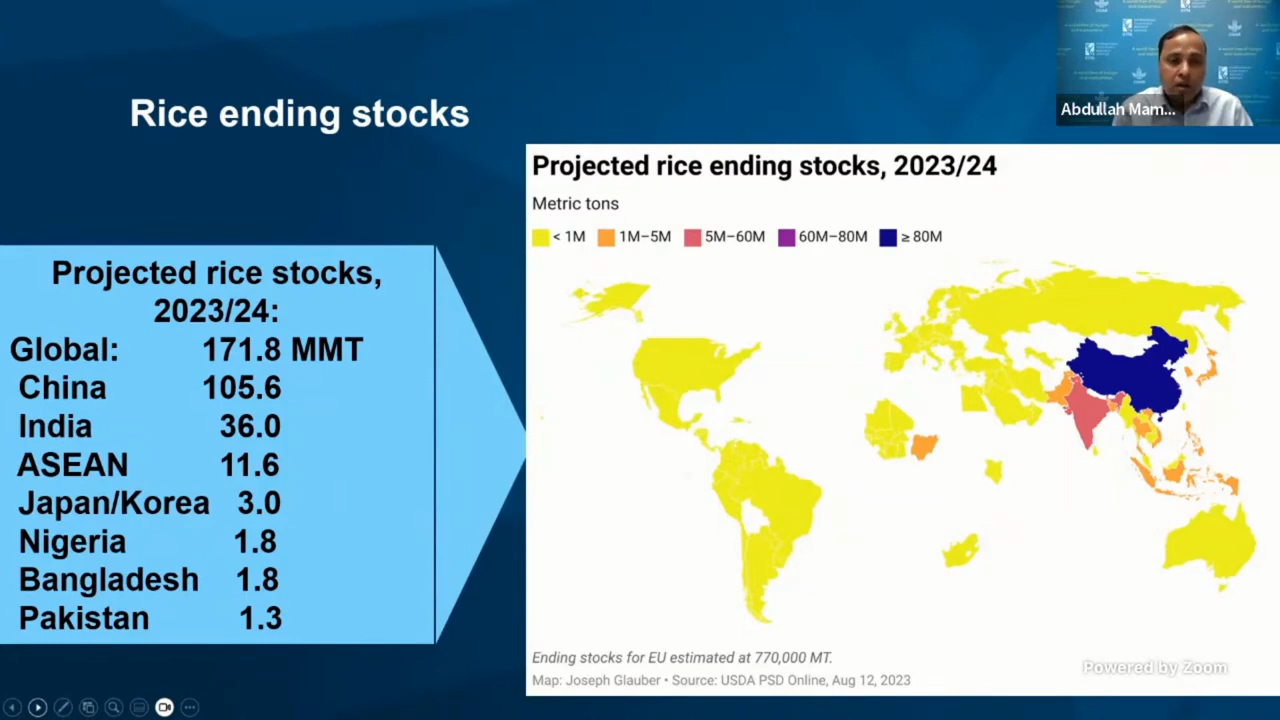 Rice ending stocks
Abdullah Mam...
Projected rice stocks,
2023/24:
Global: 171.8 MMT
China 105.6
India 36.0
ASEAN 11.6
Japan/Korea 3.0
Nigeria 1.8
Bangladesh 1.8
Pakistan 1.3
Projected rice ending stocks, 2023/24
Metric tons
< 1M 1M–5M 5M–60M 60M–80M ≥ 80M
Ending stocks for EU estimated at 770,000 MT.
Map: Joseph Glauber • Source: USDA PSD Online, Aug 12, 2023
Powered by Zoom